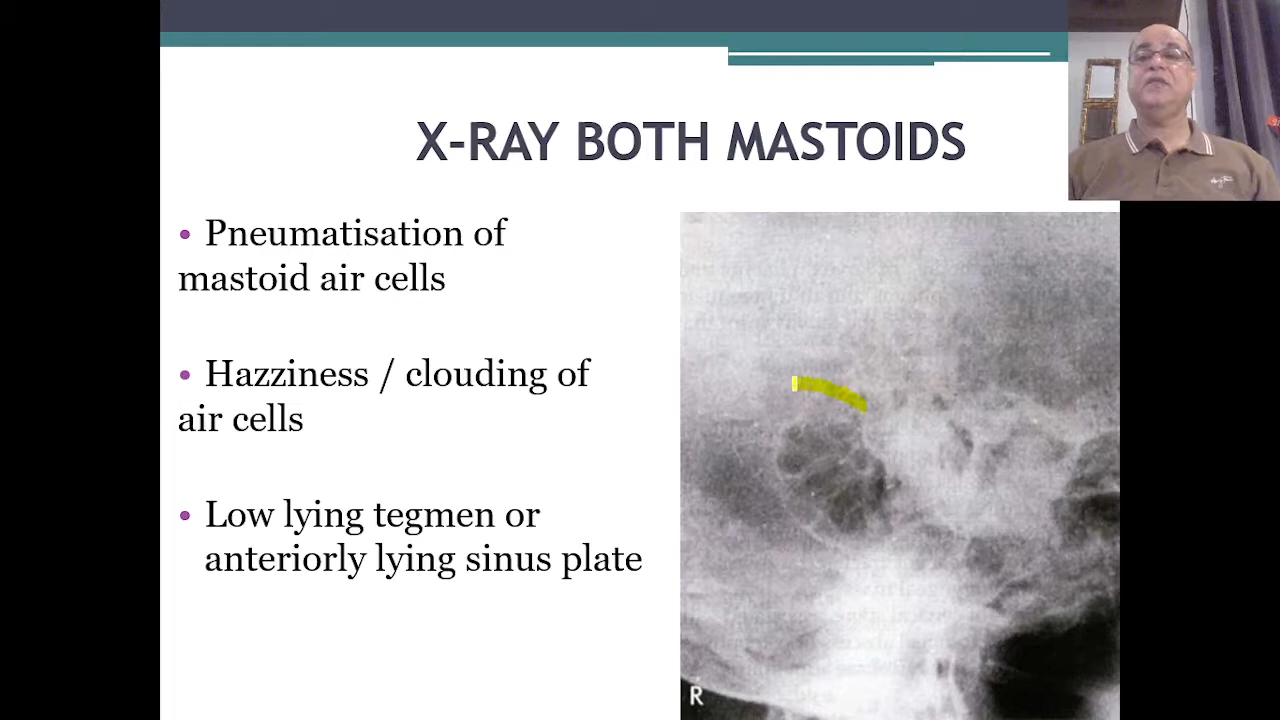 X-RAY BOTH MASTOIDS
• Pneumatisation of
mastoid air cells
• Hazziness / clouding of
air cells
• Low lying tegmen or
anteriorly lying sinus plate
R